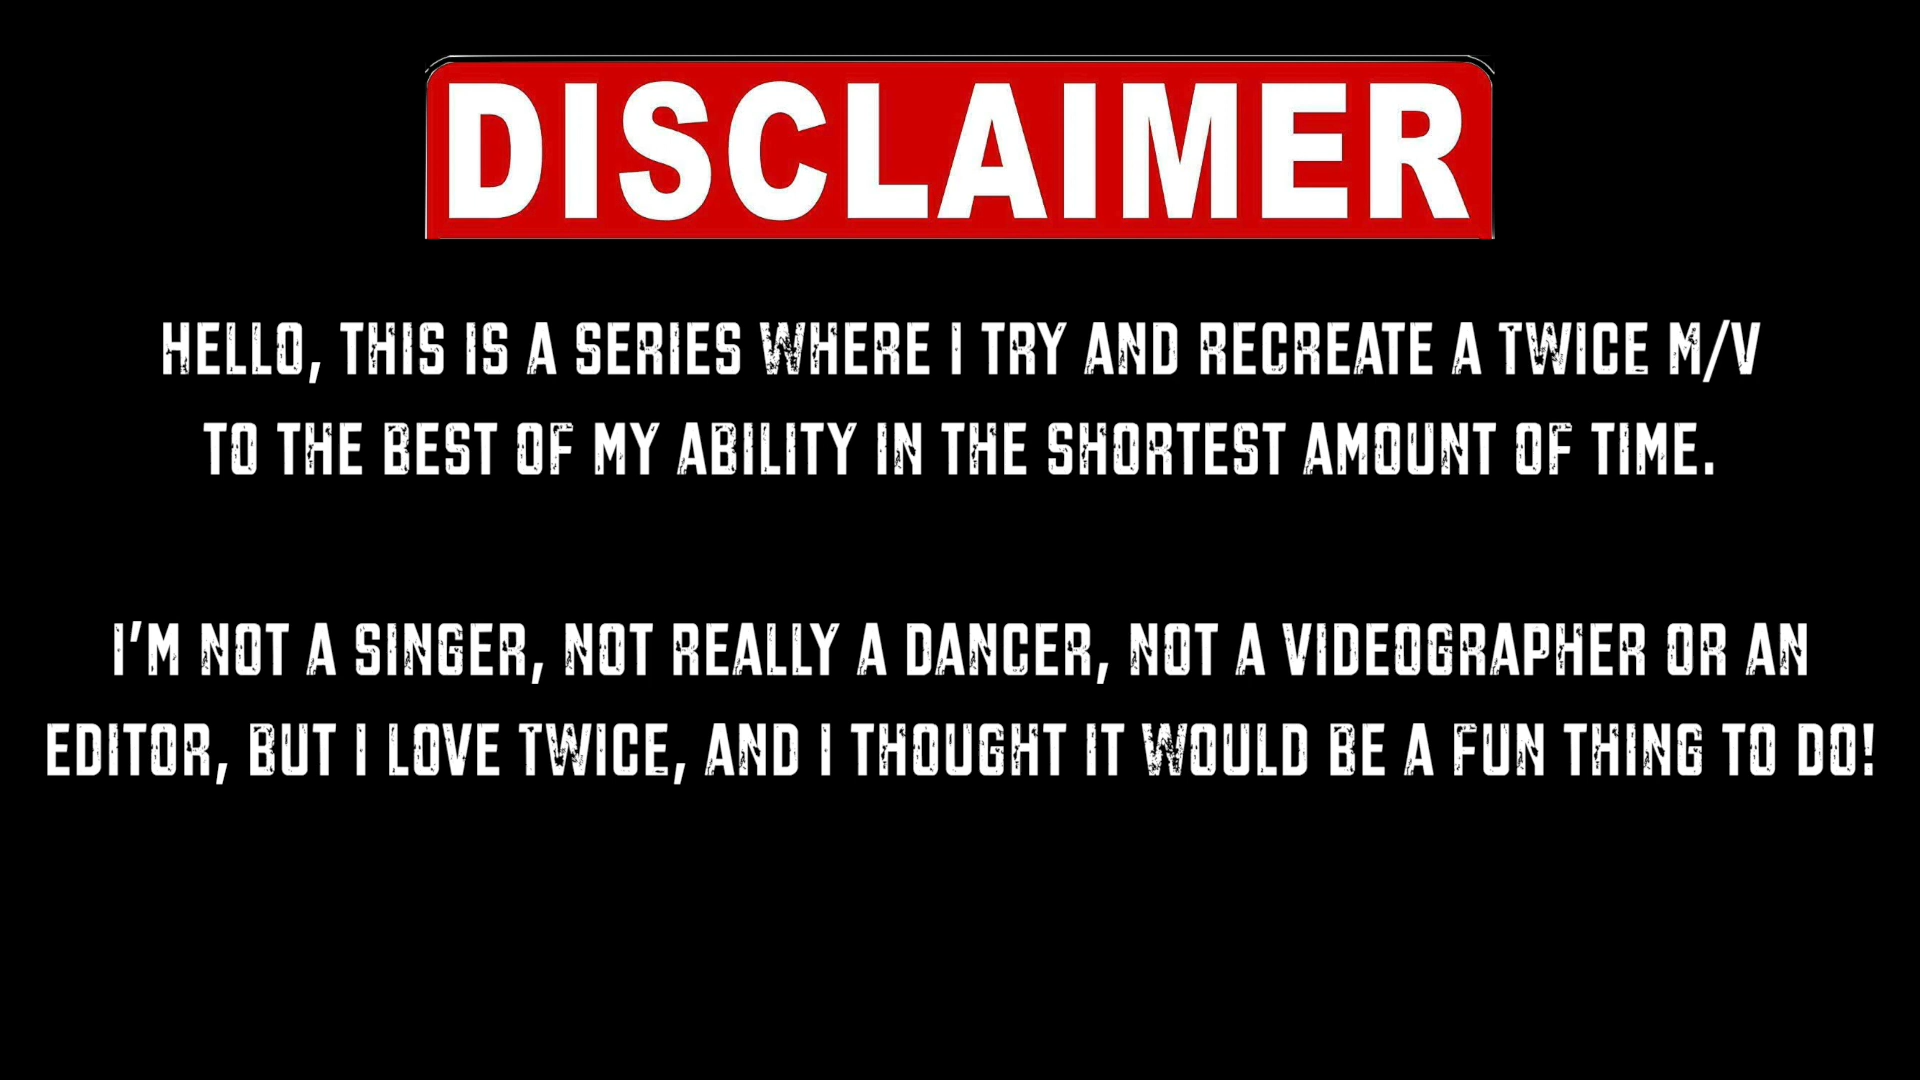 DISCLAIMER
HELLO, THIS IS A SERIES WHERE I TRY AND RECREATE A TWICE M/V
TO THE BEST OF MY ABILITY IN THE SHORTEST AMOUNT OF TIME.
I'M NOT A SINGER, NOT REALLY A DANCER, NOT A VIDEOGRAPHER OR AN
EDITOR, BUT I LOVE TWICE, AND I THOUGHT IT WOULD BE A FUN THING TO DO!